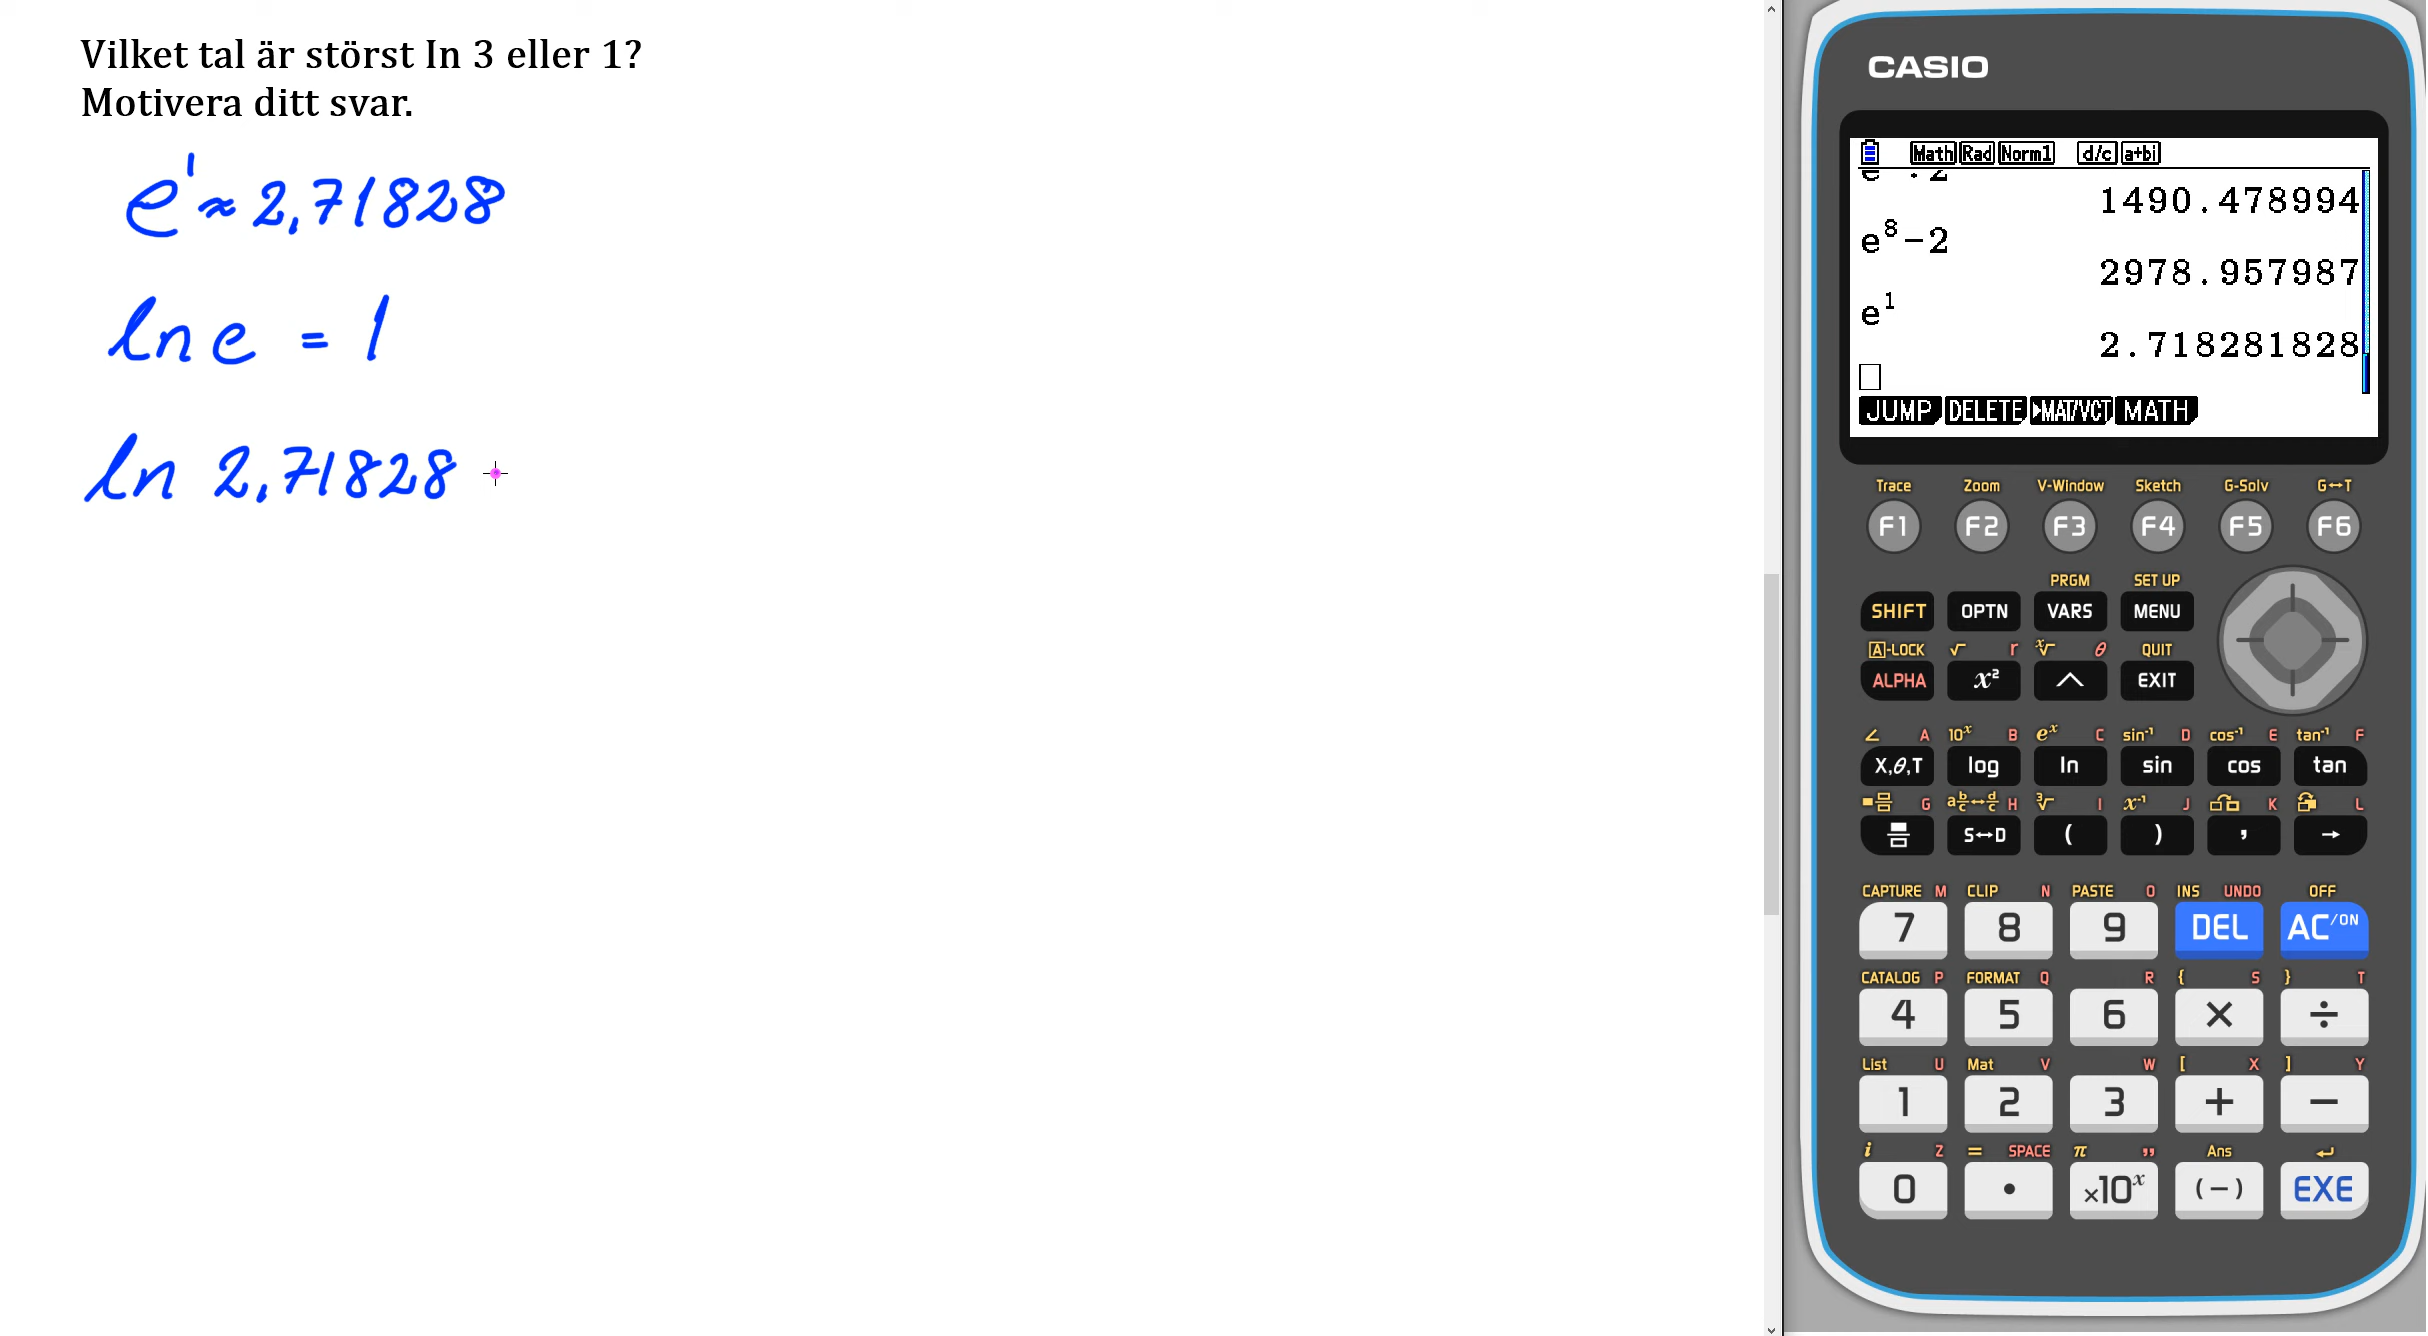 Vilket tal är störst In 3 eller 1?
Motivera ditt svar.
e¹ ≈ 2,71828
ln e = 1
ln 2,71828
CASIO
Math Rad Norm1 d/c a+bi
1490.478994
e⁸-2
2978.957987
e¹
2.718281828
JUMP DELETE ▶MAT/VCT MATH
Trace Zoom V-Window Sketch G-Solv G↔T
F1 F2 F3 F4 F5 F6
PRGM SET UP
SHIFT OPTN VARS MENU
A-LOCK √ r ˣ√ θ QUIT
ALPHA x² ^ EXIT
∠ A 10ˣ B eˣ C sin⁻¹ D cos⁻¹ E tan⁻¹ F
X,θ,T log ln sin cos tan
G a b/c↔d/c H ³√ I x⁻¹ J K L
S↔D ( ) , →
CAPTURE M CLIP N PASTE O INS UNDO OFF
7 8 9 DEL AC/ON
CATALOG P FORMAT Q R { S } T
4 5 6 × ÷
List U Mat V W [ X ] Y
1 2 3 + −
i Z = SPACE π " Ans ↵
0 • ×10ˣ (−) EXE